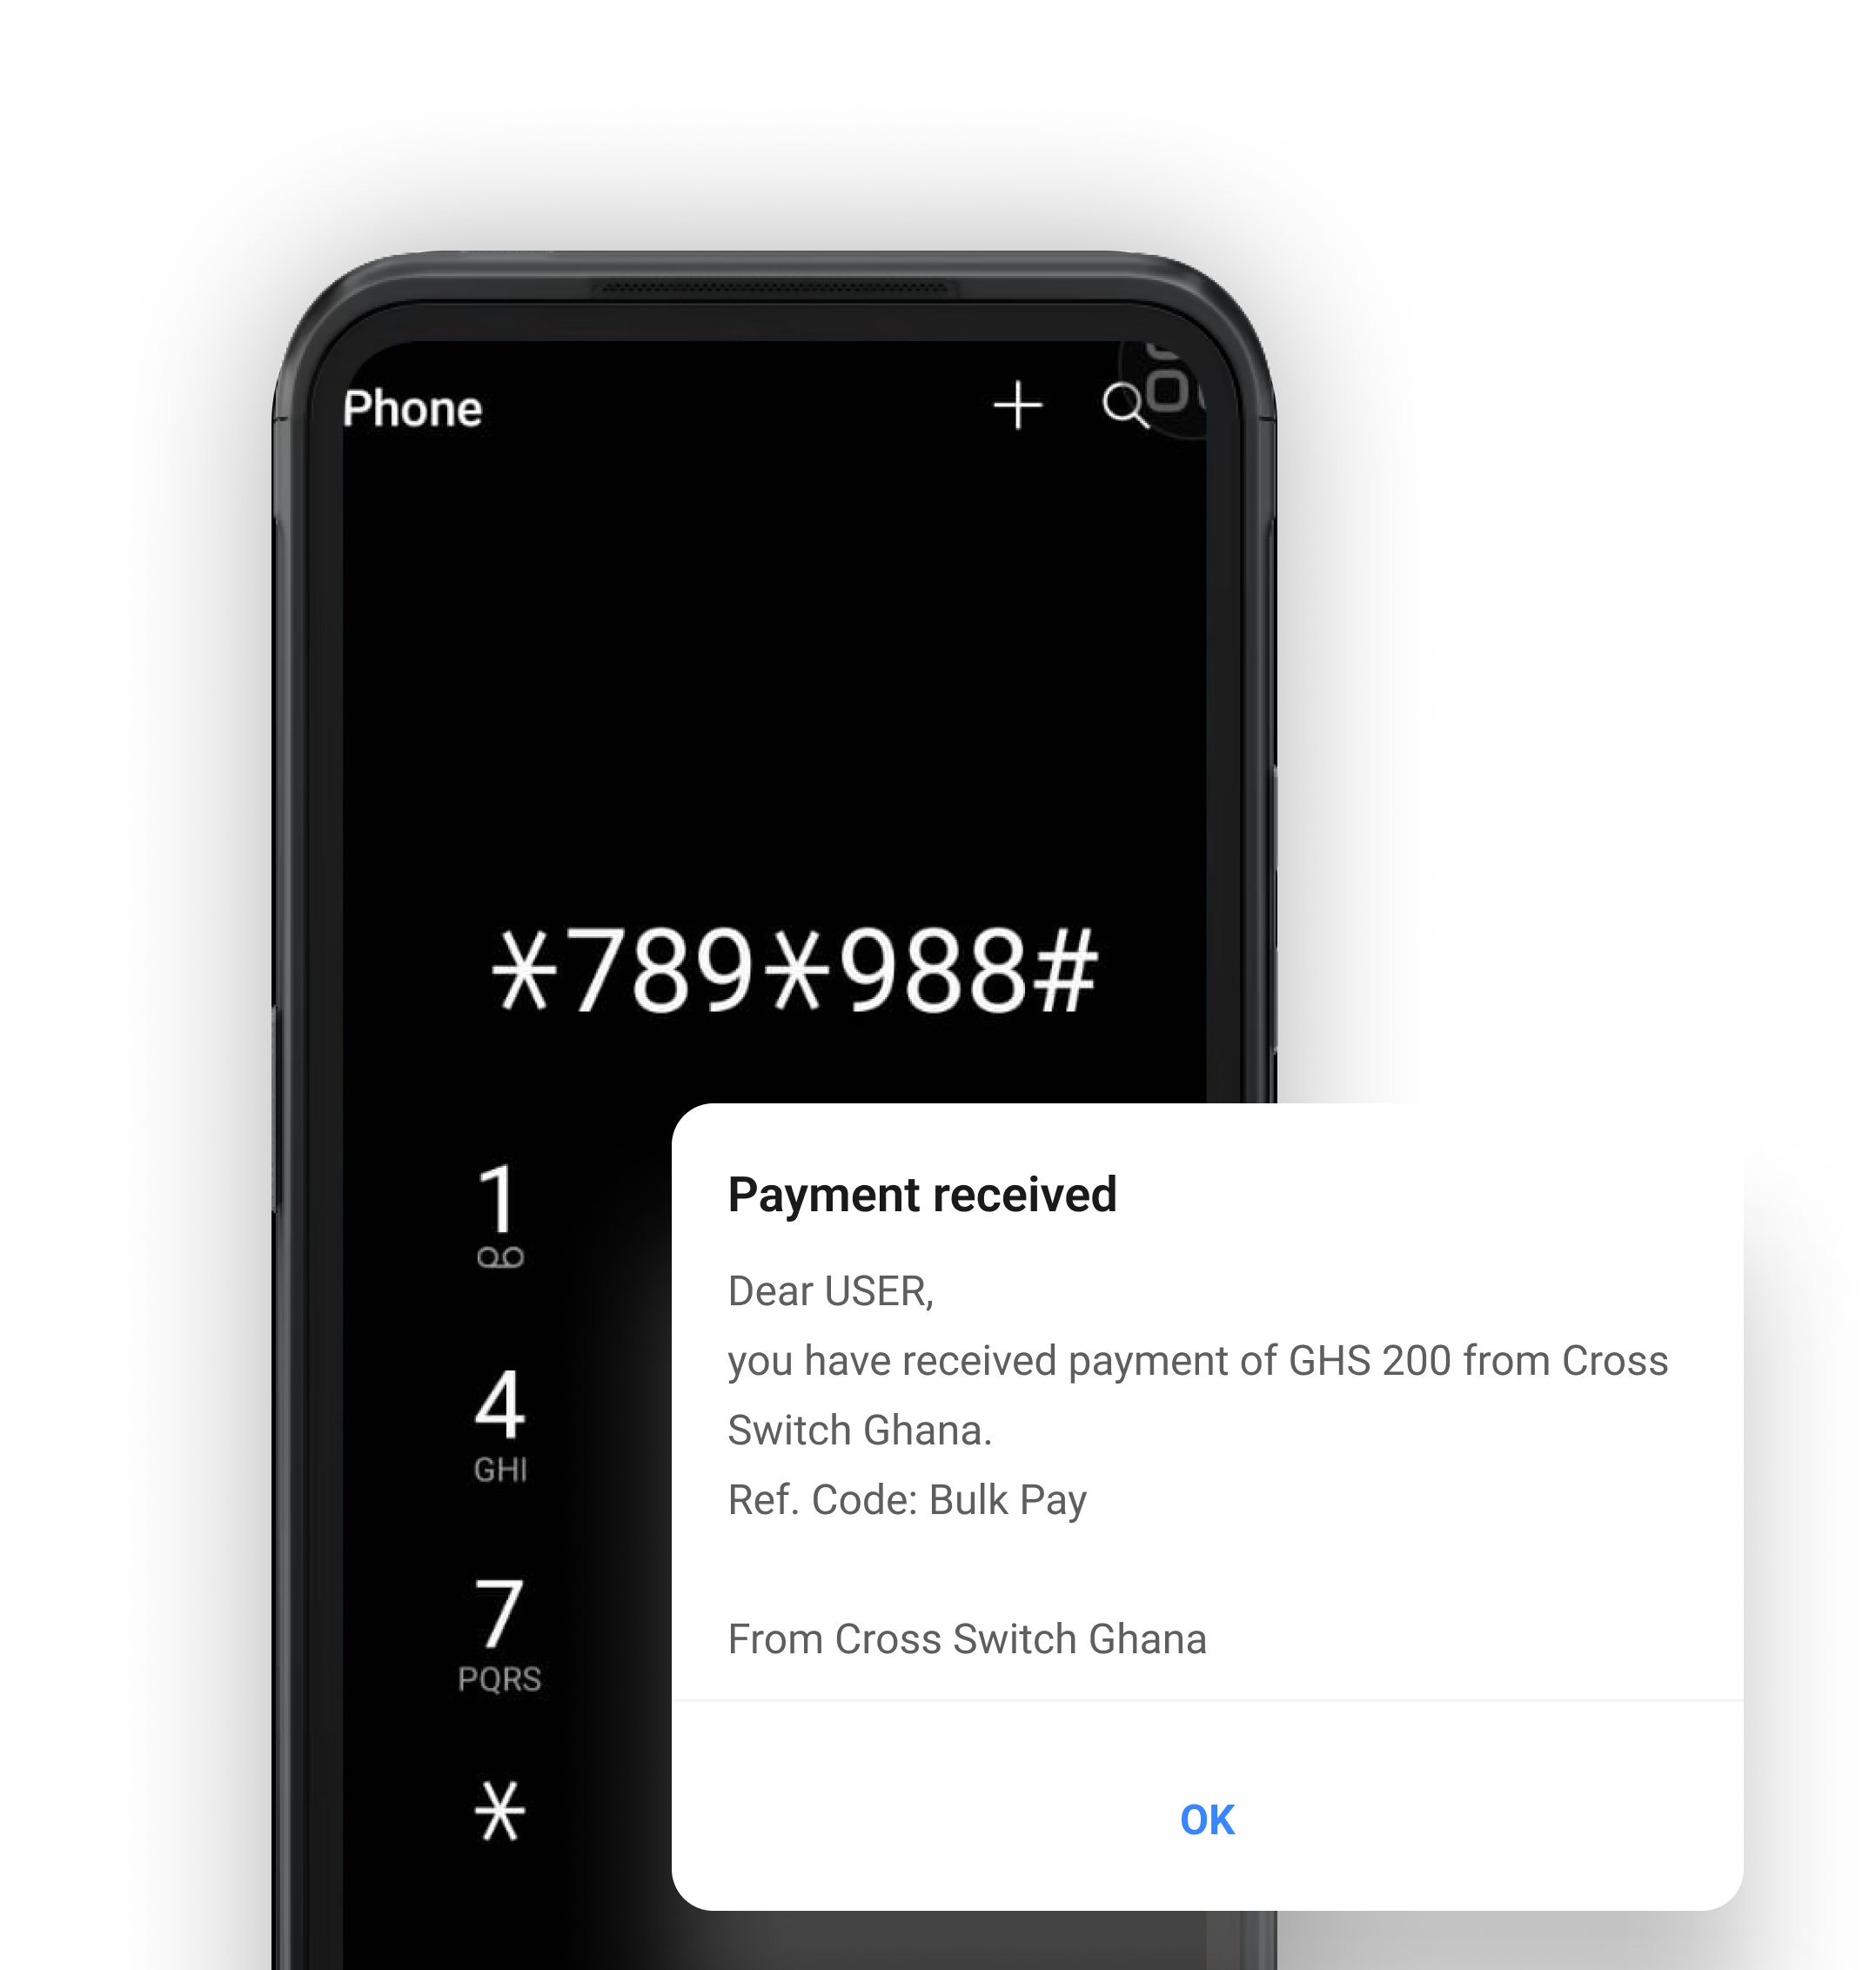 Phone
*789*988#
1
4
GHI
7
PQRS
*
Payment received
Dear USER,
you have received payment of GHS 200 from Cross
Switch Ghana.
Ref. Code: Bulk Pay
From Cross Switch Ghana
OK